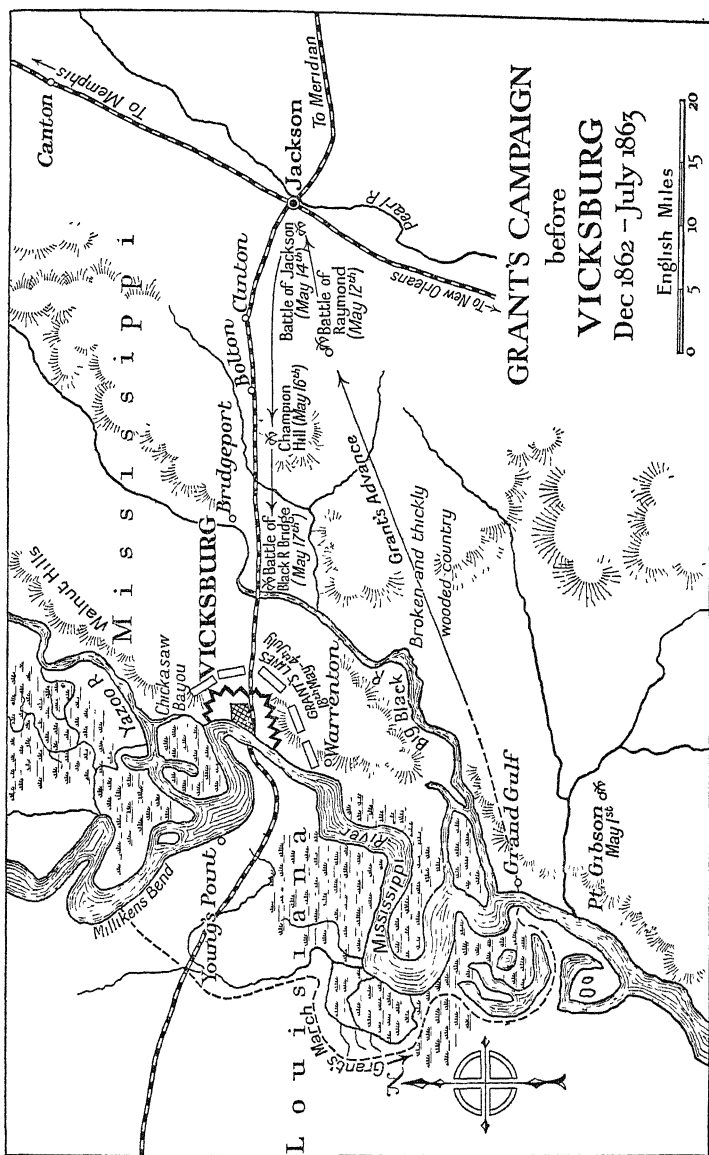 GRANT'S CAMPAIGN
before
VICKSBURG
Dec 1862 – July 1863
English Miles
0 5 10 15 20
Mississippi
Louisiana
Canton
To Memphis
To Meridian
Jackson
Pearl R
To New Orleans
Clinton
Bolton
Bridgeport
Battle of Jackson
(May 14th)
Battle of
Raymond
(May 12th)
Champion
Hill (May 16th)
Battle of
Black R Bridge
(May 17th)
VICKSBURG
Walnut Hills
Yazoo R
Chickasaw
Bayou
GRANT'S LINES
18th May–4th July
Warrenton
Big Black
R
Grant's Advance
Broken and thickly
wooded country
Millikens Bend
Young's Point
Mississippi
River
Grand Gulf
Pt. Gibson
May 1st
Grants March
N